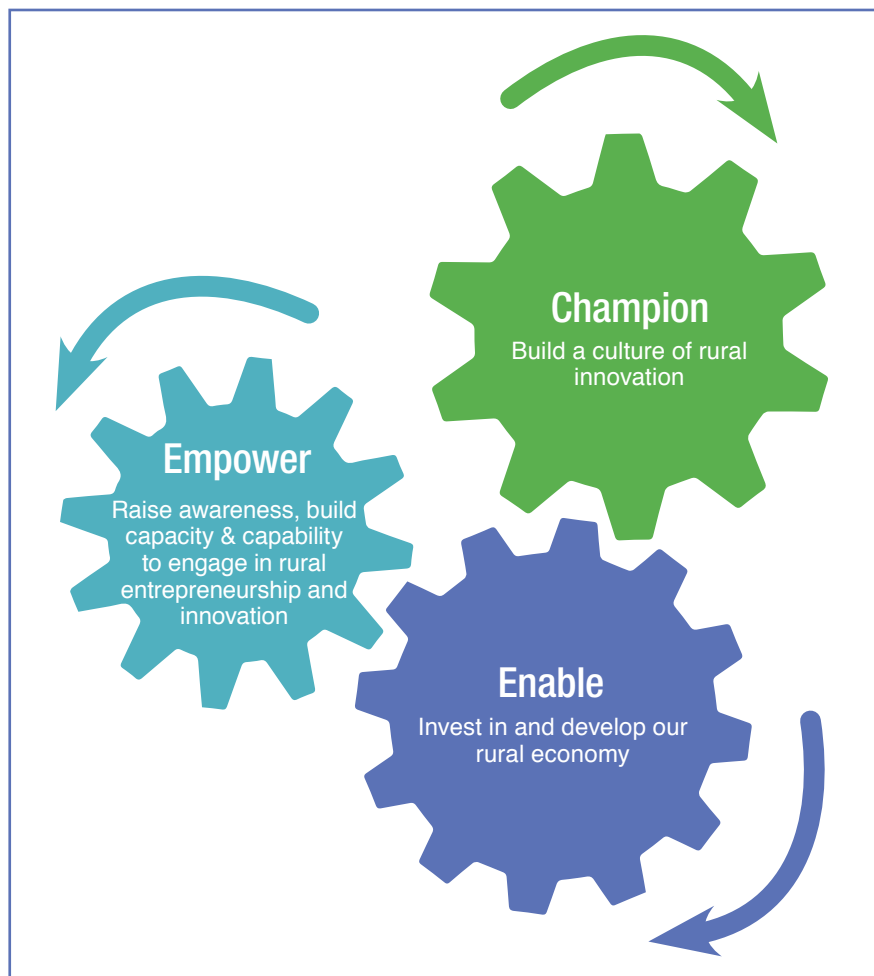 Champion
Build a culture of rural
innovation
Empower
Raise awareness, build
capacity & capability
to engage in rural
entrepreneurship and
innovation
Enable
Invest in and develop our
rural economy